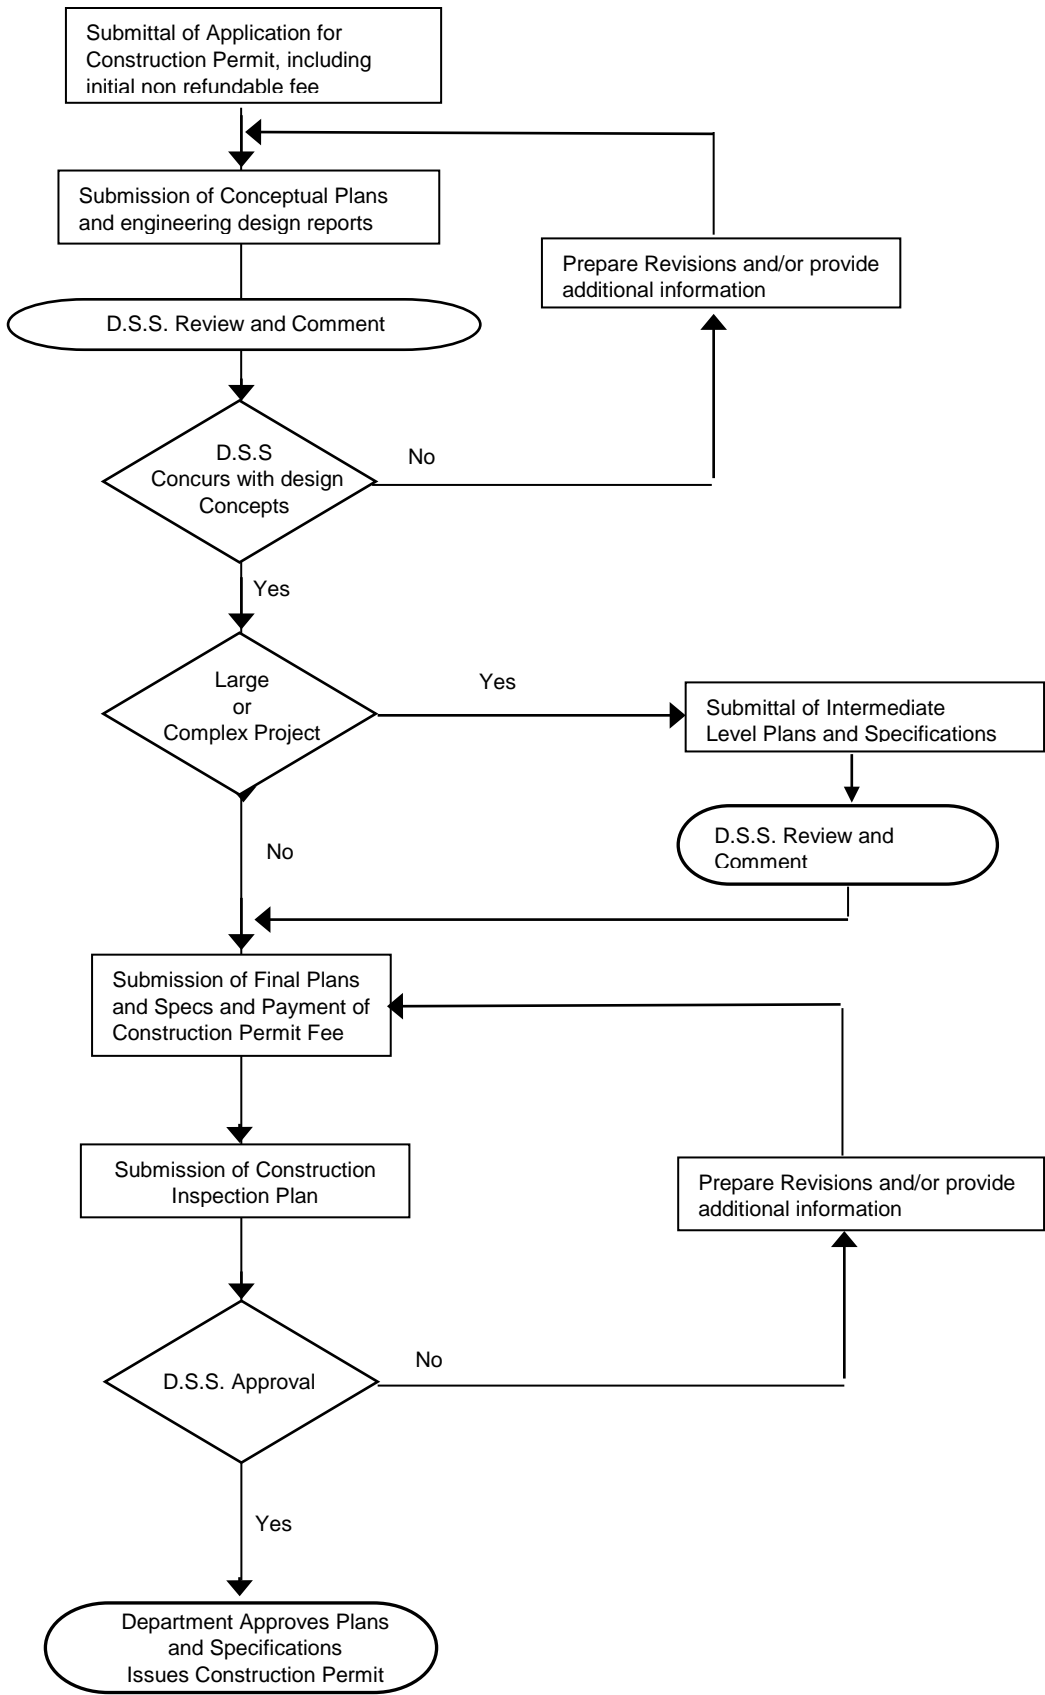 Submittal of Application for
Construction Permit, including
initial non refundable fee
Submission of Conceptual Plans
and engineering design reports
Prepare Revisions and/or provide
additional information
D.S.S. Review and Comment
D.S.S
Concurs with design
Concepts
No
Yes
Large
or
Complex Project
Yes
Submittal of Intermediate
Level Plans and Specifications
D.S.S. Review and
Comment
No
Submission of Final Plans
and Specs and Payment of
Construction Permit Fee
Submission of Construction
Inspection Plan
Prepare Revisions and/or provide
additional information
D.S.S. Approval
No
Yes
Department Approves Plans
and Specifications
Issues Construction Permit